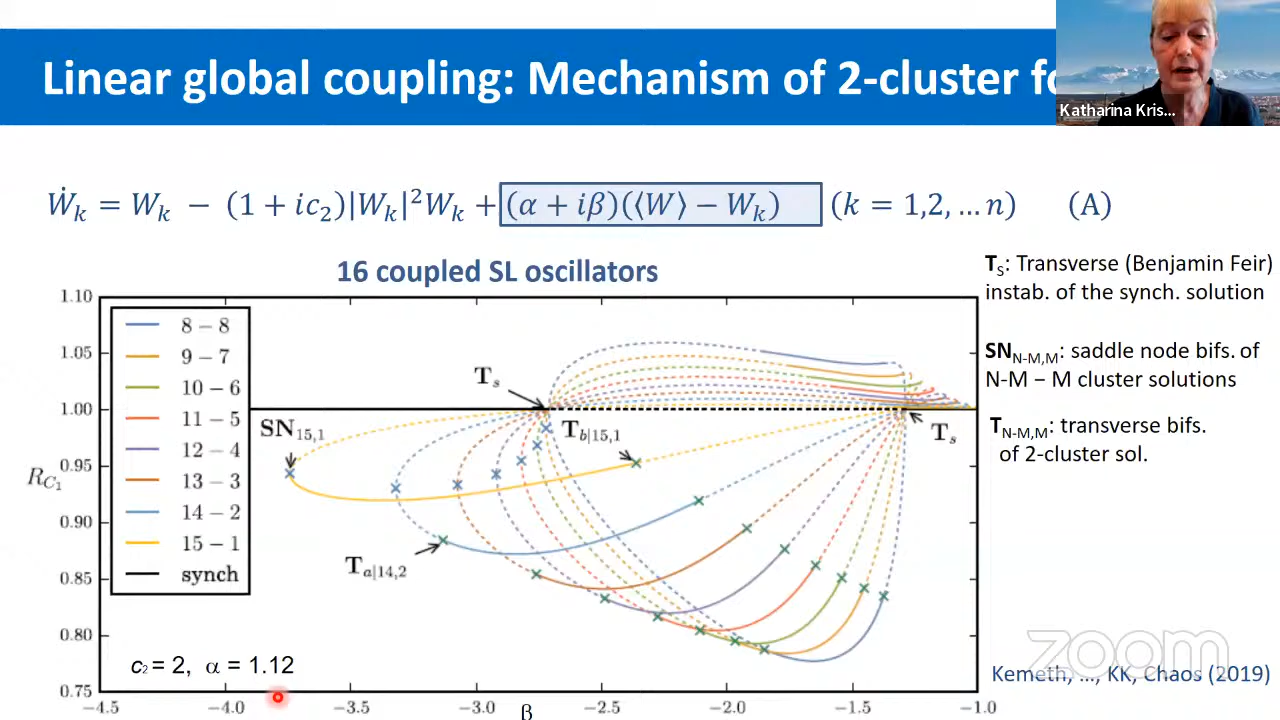 Linear global coupling: Mechanism of 2-cluster fo
Katharina Kris...
Ẇₖ = Wₖ − (1 + ic₂)|Wₖ|²Wₖ + (α + iβ)(⟨W⟩ − Wₖ) (k = 1,2, … n) (A)
16 coupled SL oscillators
Tₛ: Transverse (Benjamin Feir)
instab. of the synch. solution
SN_N-M,M: saddle node bifs. of
N-M − M cluster solutions
T_N-M,M: transverse bifs.
of 2-cluster sol.
1.10
1.05
1.00
0.95
0.90
0.85
0.80
0.75
R_C₁
8 − 8
9 − 7
10 − 6
11 − 5
12 − 4
13 − 3
14 − 2
15 − 1
synch
Tₛ
SN₁₅,₁
T_b|15,1
Tₛ
T_a|14,2
c₂ = 2, α = 1.12
−4.5 −4.0 −3.5 −3.0 −2.5 −2.0 −1.5 −1.0
β
zoom
Kemeth, ..., KK, Chaos (2019)